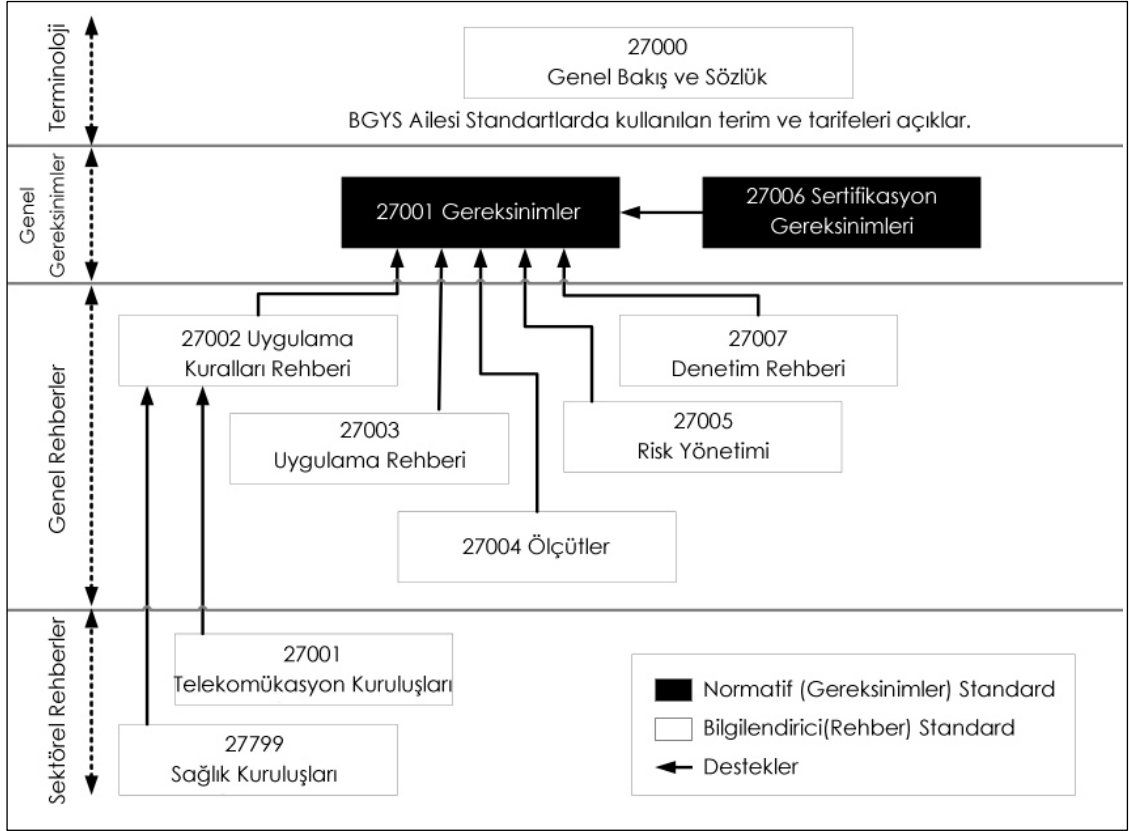 Terminoloji
27000
Genel Bakış ve Sözlük
BGYS Ailesi Standartlarda kullanılan terim ve tarifeleri açıklar.
Genel
Gereksinimler
27001 Gereksinimler
27006 Sertifikasyon
Gereksinimleri
Genel Rehberler
27002 Uygulama
Kuralları Rehberi
27007
Denetim Rehberi
27003
Uygulama Rehberi
27005
Risk Yönetimi
27004 Ölçütler
Sektörel Rehberler
27001
Telekomükasyon Kuruluşları
27799
Sağlık Kuruluşları
Normatif (Gereksinimler) Standard
Bilgilendirici(Rehber) Standard
Destekler